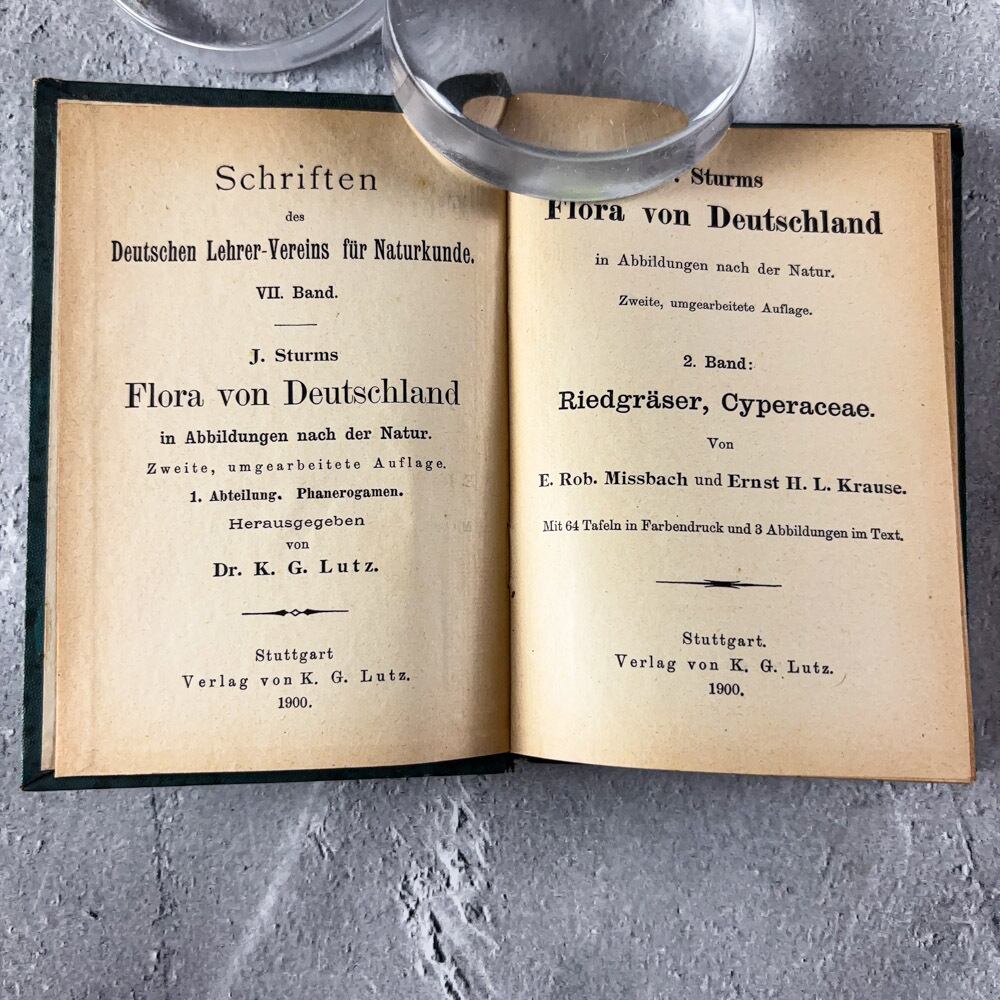 Schriften
des
Deutschen Lehrer-Vereins für Naturkunde.
VII. Band.
J. Sturms
Flora von Deutschland
in Abbildungen nach der Natur.
Zweite, umgearbeitete Auflage.
1. Abteilung. Phanerogamen.
Herausgegeben
von
Dr. K. G. Lutz.
Stuttgart
Verlag von K. G. Lutz.
1900.
Sturms
Flora von Deutschland
in Abbildungen nach der Natur.
Zweite, umgearbeitete Auflage.
2. Band:
Riedgräser, Cyperaceae.
Von
E. Rob. Missbach und Ernst H. L. Krause.
Mit 64 Tafeln in Farbendruck und 3 Abbildungen im Text.
Stuttgart.
Verlag von K. G. Lutz.
1900.